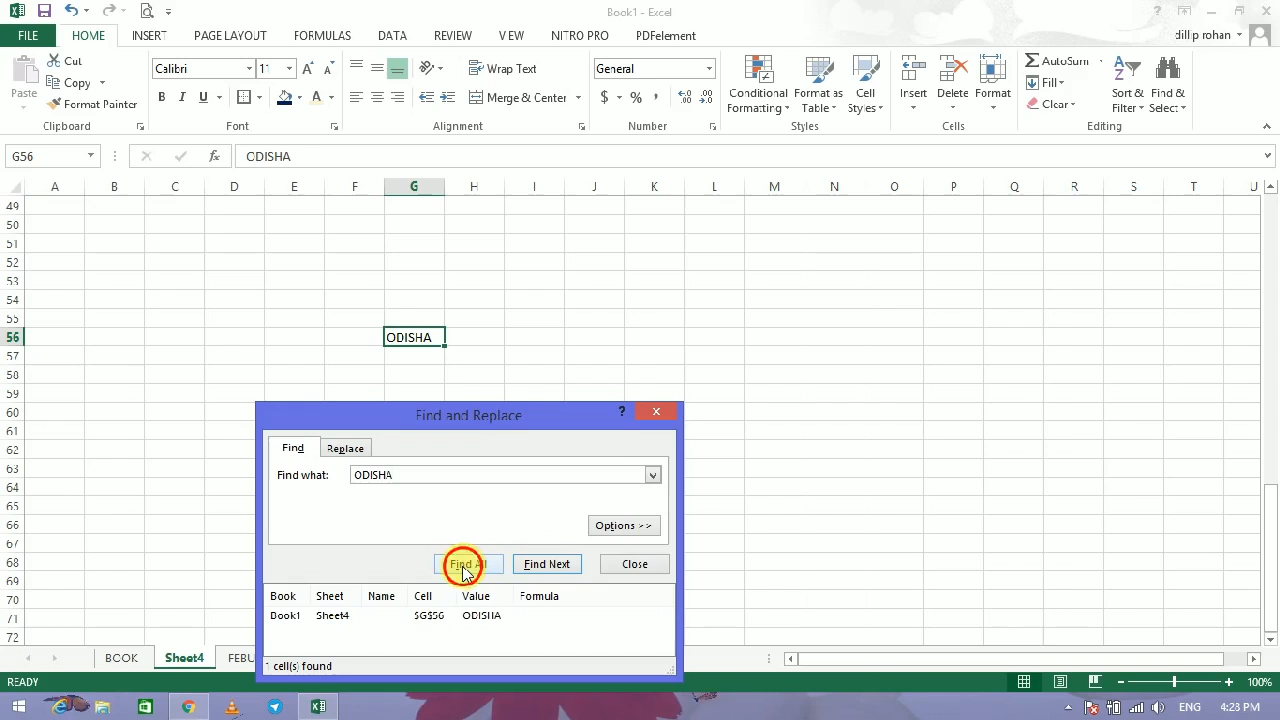 Book1 - Excel
FILE HOME INSERT PAGE LAYOUT FORMULAS DATA REVIEW VIEW NITRO PRO PDFelement dillip rohan
Paste Cut
Copy
Format Painter
Clipboard
Calibri 11
B I U A
Font
Wrap Text
Merge & Center
Alignment
General
$ % ,
Number
Conditional Formatting
Format as Table
Cell Styles
Styles
Insert Delete Format
Cells
AutoSum
Fill
Clear
Sort & Filter
Find & Select
Editing
G56 fx ODISHA
A B C D E F G H I J K L M N O P Q R S T U
49
50
51
52
53
54
55
56 ODISHA
57
58
59
60
61
62
63
64
65
66
67
68
69
70
71
72
Find and Replace ?
Find Replace
Find what: ODISHA
Options >>
Find All Find Next Close
Book Sheet Name Cell Value Formula
Book1 Sheet4 $G$56 ODISHA
cell(s) found
BOOK Sheet4
READY 100%
ENG 4:23 PM